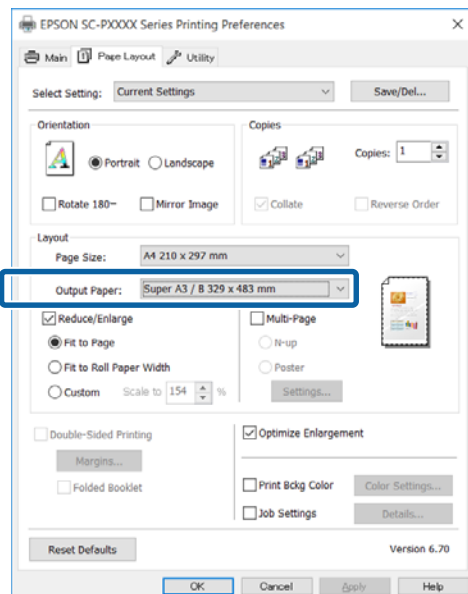 EPSON SC-PXXXX Series Printing Preferences
Main Page Layout Utility
Select Setting: Current Settings Save/Del...
Orientation Copies
Portrait Landscape Copies: 1
Rotate 180° Mirror Image Collate Reverse Order
Layout
Page Size: A4 210 x 297 mm
Output Paper: Super A3 / B 329 x 483 mm
Reduce/Enlarge Multi-Page
Fit to Page N-up
Fit to Roll Paper Width Poster
Custom Scale to 154 % Settings...
Double-Sided Printing Optimize Enlargement
Margins...
Folded Booklet Print Bckg Color Color Settings...
Job Settings Details...
Reset Defaults Version 6.70
OK Cancel Apply Help